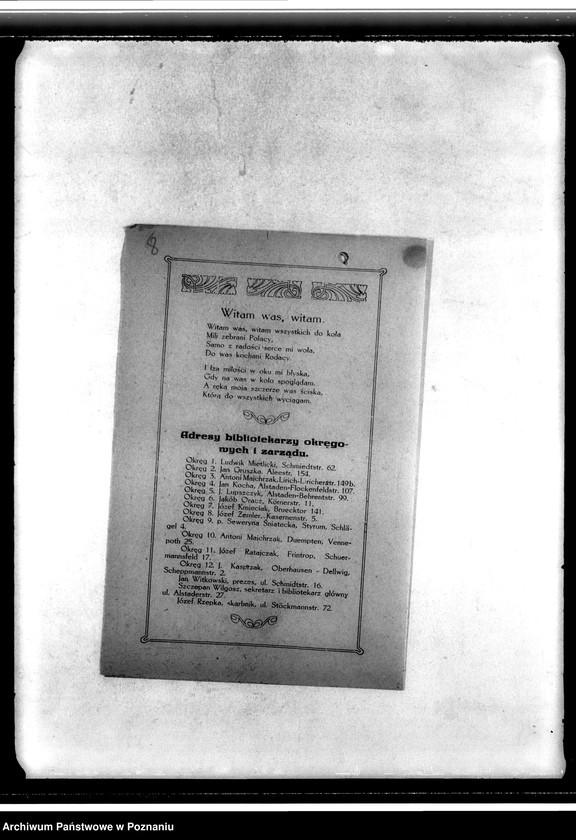 8
Witam was, witam.
Witam was, witam wszystkich do koła
Mili zebrani Polacy,
Samo z radości serce mi woła,
Do was kochani Rodacy.
I łza miłości w oku mi błyska,
Gdy na was w koło spoglądam,
A ręka moja szczerze was ściska,
Którą do wszystkich wyciągam.
Adresy bibliotekarzy okręgo-
wych i zarządu.
Okręg 1. Ludwik Mietlicki, Schmiedtstr. 62.
Okręg 2. Jan Gruszka, Aleestr. 154.
Okręg 3. Antoni Majchrzak, Lirich-Liricherstr. 149b.
Okręg 4. Jan Kocha, Alstaden-Flockenfeldstr. 107.
Okręg 5. J. Lupszczyk, Alstaden-Behrentstr. 99.
Okręg 6. Jakób Oracz, Körnerstr. 11.
Okręg 7. Józef Kmieciak, Bruecktor 141.
Okręg 8. Józef Zemler, Kasernenstr. 5.
Okręg 9. p. Seweryna Śniatecka, Styrum, Schlä-
gel 4.
Okręg 10. Antoni Majchrzak, Duempten, Venne-
poth 25.
Okręg 11. Józef Ratajczak, Frintrop, Schuer-
mannsfeld 17.
Okręg 12. J. Kasztzak, Oberhausen - Dellwig,
Scheppmannstr. 2.
Jan Witkowski, prezes, ul. Schmidtstr. 16.
Szczepan Wilgosz, sekretarz i bibliotekarz główny
ul. Alstaderstr. 27.
Józef Rzepka, skarbnik, ul. Stöckmannstr. 72.
Archiwum Państwowe w Poznaniu